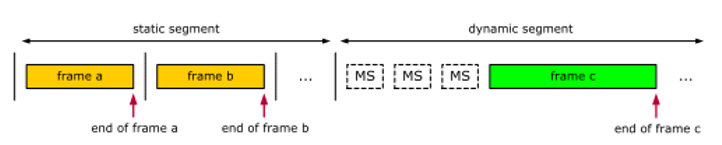 static segment
dynamic segment
frame a
frame b
...
MS
MS
MS
frame c
...
end of frame a
end of frame b
end of frame c